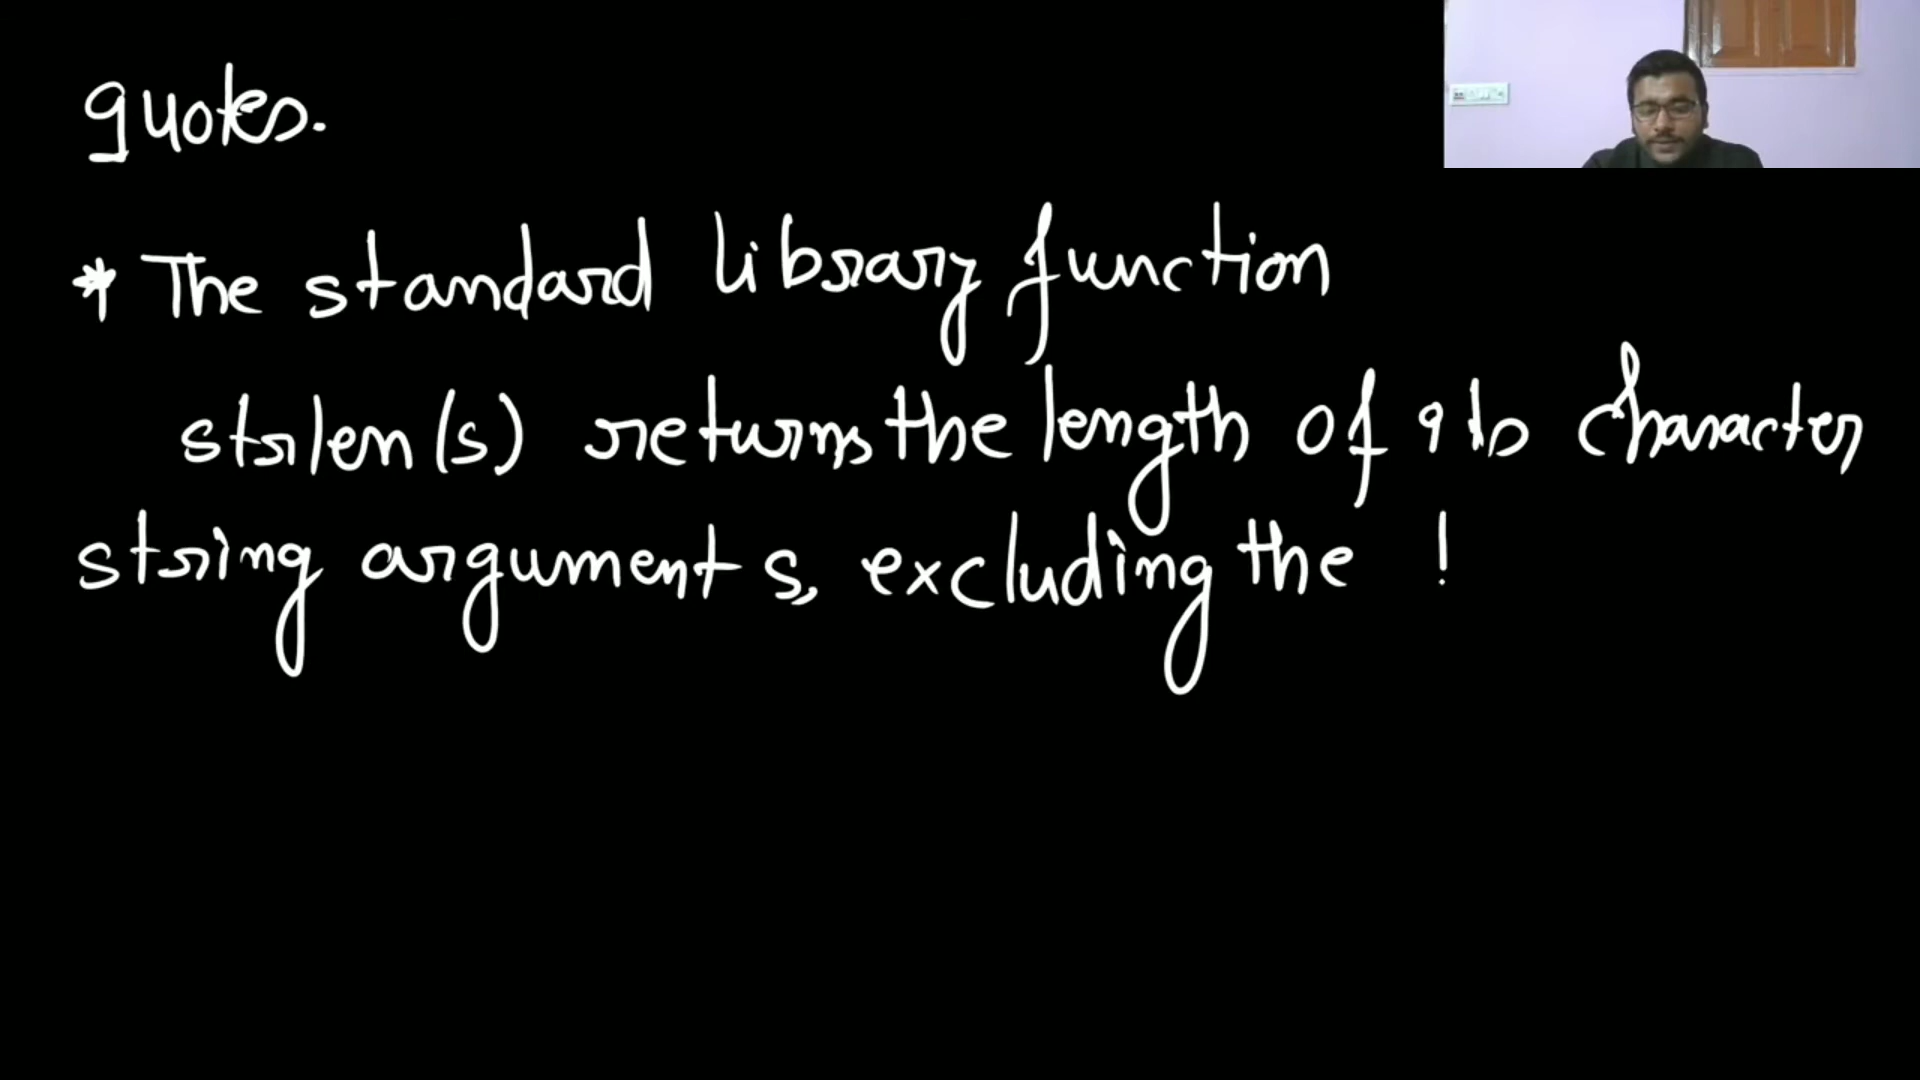 quotes.
* The standard library function
strlen(s) returns the length of its character
string argument s, excluding the !